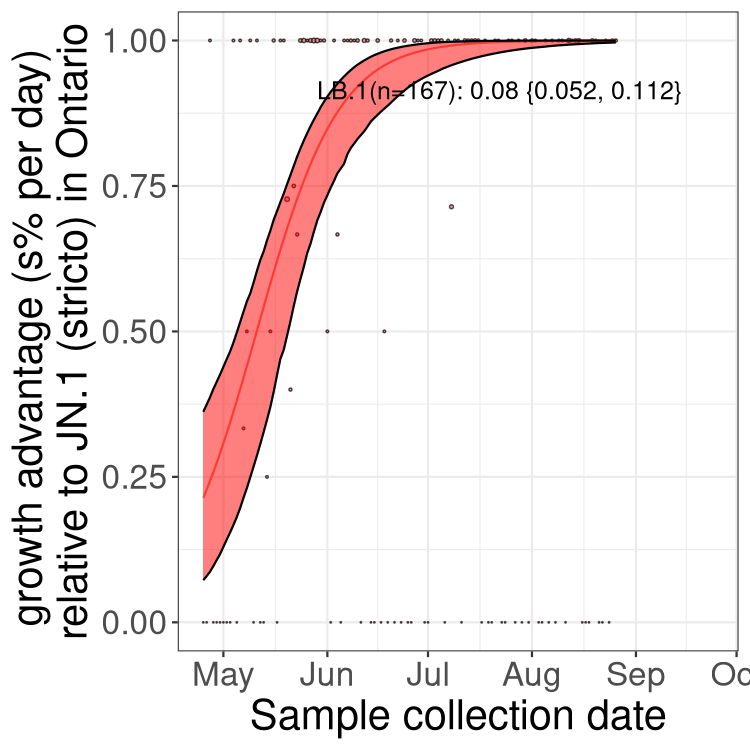 growth advantage (s% per day)
relative to JN.1 (stricto) in Ontario
1.00
0.75
0.50
0.25
0.00
LB.1(n=167): 0.08 {0.052, 0.112}
May Jun Jul Aug Sep Oc
Sample collection date